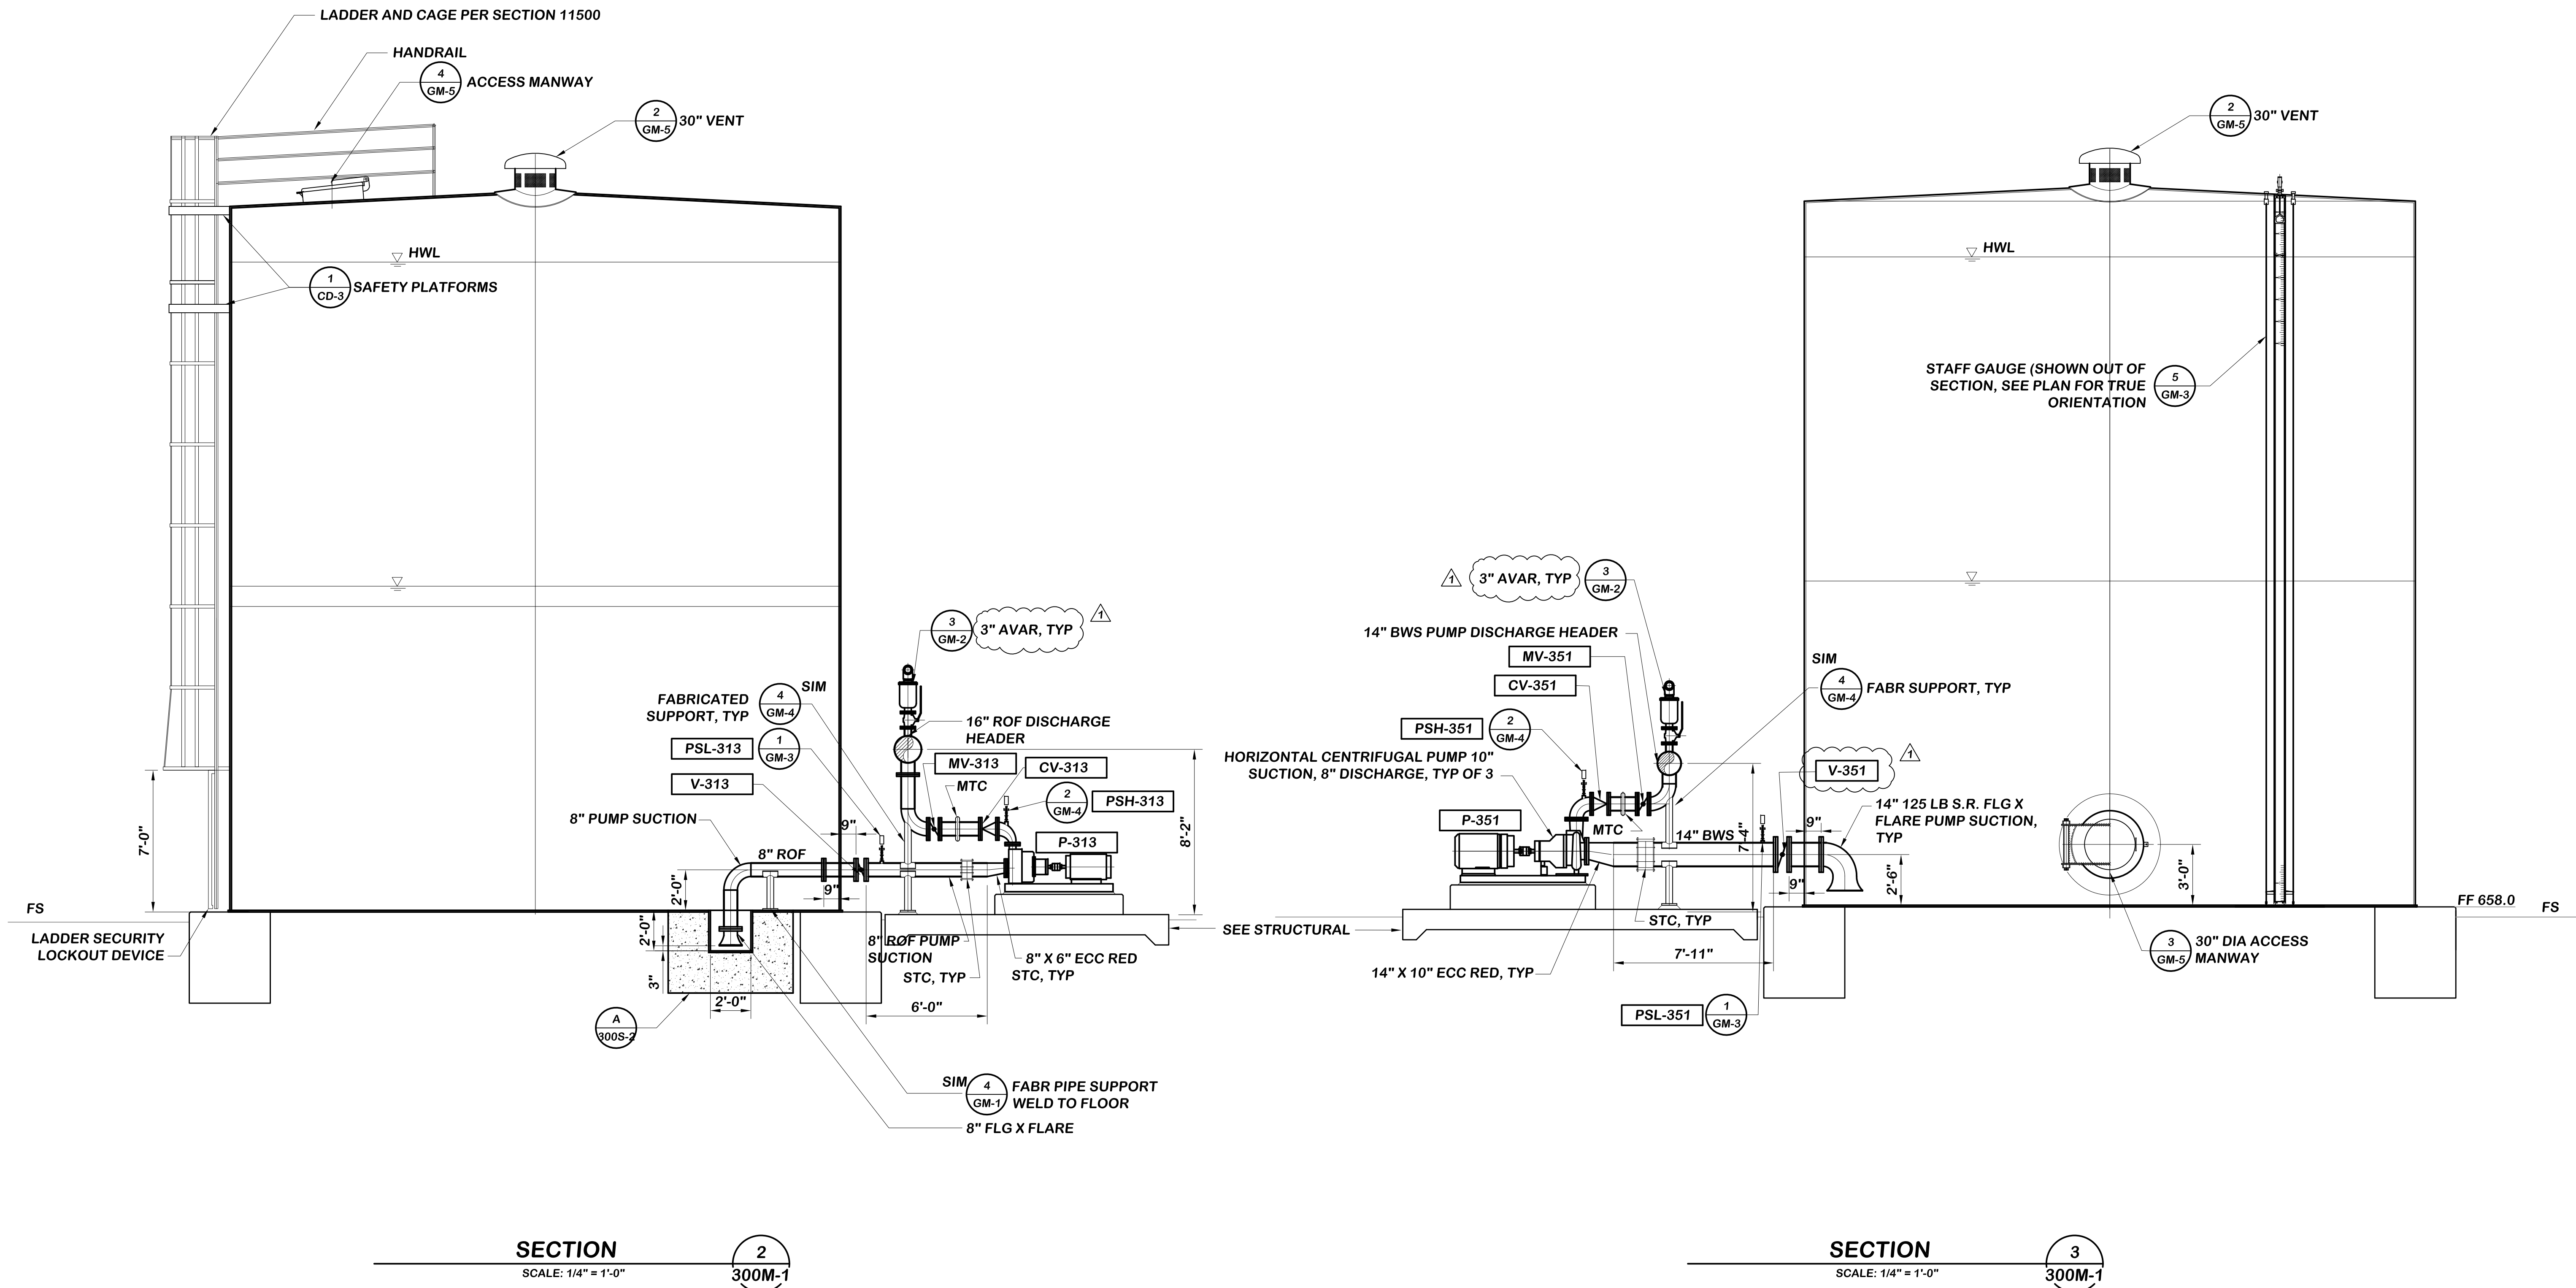 LADDER AND CAGE PER SECTION 11500
HANDRAIL
4
GM-5
ACCESS MANWAY
2
GM-5
30" VENT
HWL
1
CD-3
SAFETY PLATFORMS
3
GM-2
3" AVAR, TYP
1
FABRICATED
SUPPORT, TYP
4
GM-4
SIM
PSL-313
1
GM-3
V-313
16" ROF DISCHARGE
HEADER
MV-313
CV-313
MTC
2
GM-4
PSH-313
P-313
8" PUMP SUCTION
8" ROF
9"
9"
8'-2"
7'-0"
2'-0"
2'-0"
3"
2'-0"
FS
LADDER SECURITY
LOCKOUT DEVICE
8" ROF PUMP
SUCTION
STC, TYP
8" X 6" ECC RED
STC, TYP
6'-0"
A
300S-2
SIM
4
GM-1
FABR PIPE SUPPORT
WELD TO FLOOR
8" FLG X FLARE
SEE STRUCTURAL
SECTION
SCALE: 1/4" = 1'-0"
2
300M-1
2
GM-5
30" VENT
HWL
STAFF GAUGE (SHOWN OUT OF
SECTION, SEE PLAN FOR TRUE
ORIENTATION
5
GM-3
1
3" AVAR, TYP
3
GM-2
14" BWS PUMP DISCHARGE HEADER
MV-351
CV-351
PSH-351
2
GM-4
HORIZONTAL CENTRIFUGAL PUMP 10"
SUCTION, 8" DISCHARGE, TYP OF 3
SIM
4
GM-4
FABR SUPPORT, TYP
V-351
1
P-351
MTC
14" BWS
7'-4"
9"
9"
14" 125 LB S.R. FLG X
FLARE PUMP SUCTION,
TYP
2'-6"
3'-0"
STC, TYP
7'-11"
14" X 10" ECC RED, TYP
PSL-351
1
GM-3
3
GM-5
30" DIA ACCESS
MANWAY
FF 658.0
FS
SECTION
SCALE: 1/4" = 1'-0"
3
300M-1